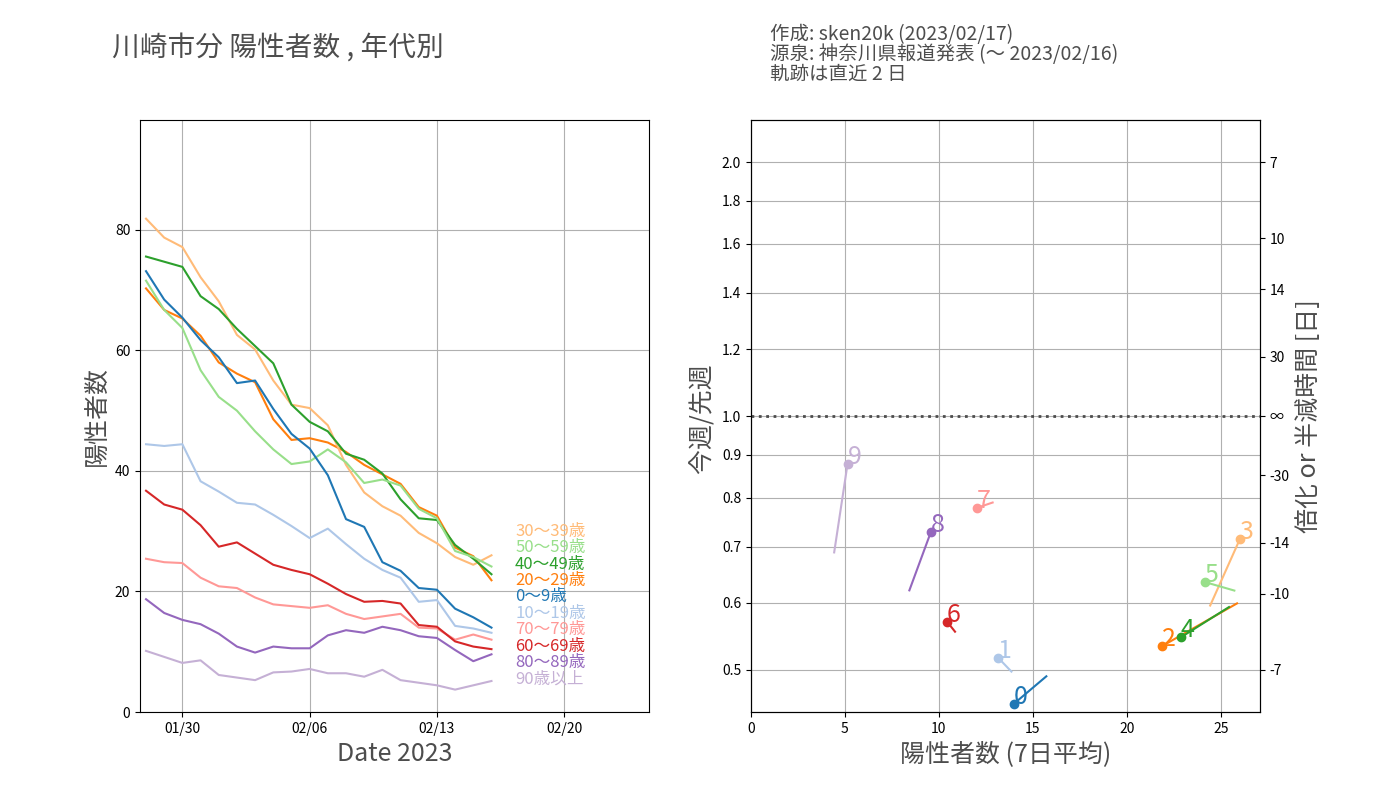 川崎市分 陽性者数 , 年代別
作成: sken20k (2023/02/17)
源泉: 神奈川県報道発表 (〜 2023/02/16)
軌跡は直近 2 日
陽性者数
80
60
40
20
0
01/30
02/06
02/13
02/20
Date 2023
30〜39歳
50〜59歳
40〜49歳
20〜29歳
0〜9歳
10〜19歳
70〜79歳
60〜69歳
80〜89歳
90歳以上
今週/先週
2.0
1.8
1.6
1.4
1.2
1.0
0.9
0.8
0.7
0.6
0.5
9
7
8
3
5
6
4
2
1
0
0
5
10
15
20
25
陽性者数 (7日平均)
7
10
14
30
∞
-30
-14
-10
-7
倍化 or 半減時間 [日]